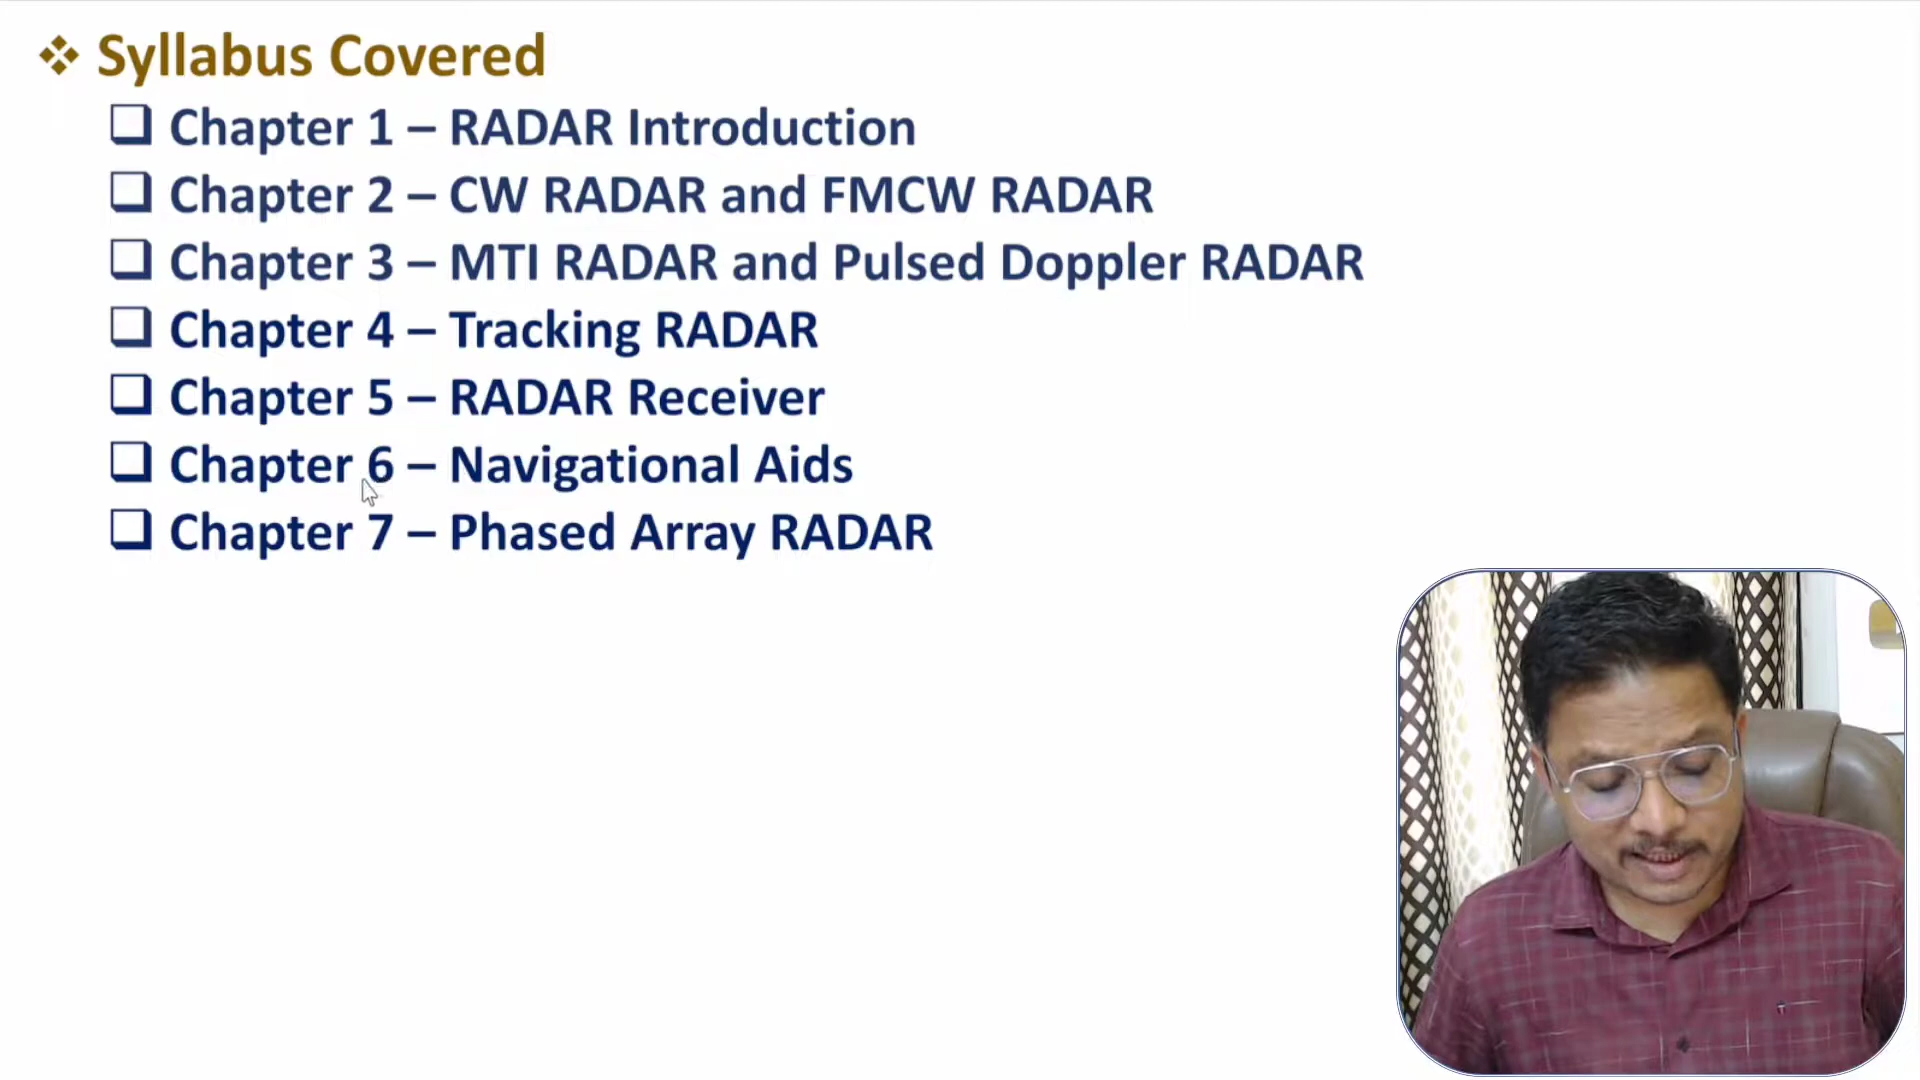 Syllabus Covered
Chapter 1 – RADAR Introduction
Chapter 2 – CW RADAR and FMCW RADAR
Chapter 3 – MTI RADAR and Pulsed Doppler RADAR
Chapter 4 – Tracking RADAR
Chapter 5 – RADAR Receiver
Chapter 6 – Navigational Aids
Chapter 7 – Phased Array RADAR